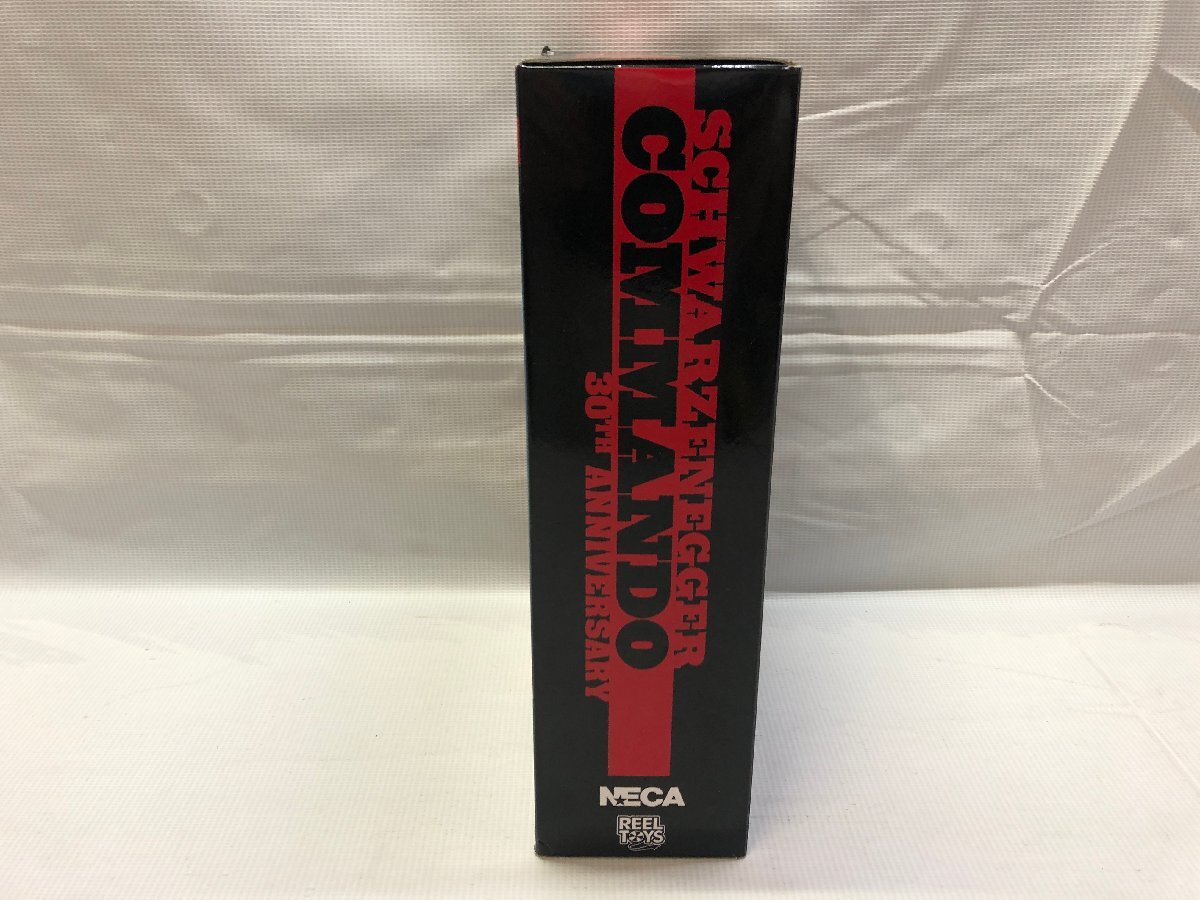 SCHWARZENEGGER
COMMANDO
30TH ANNIVERSARY
NECA
REEL
TOYS